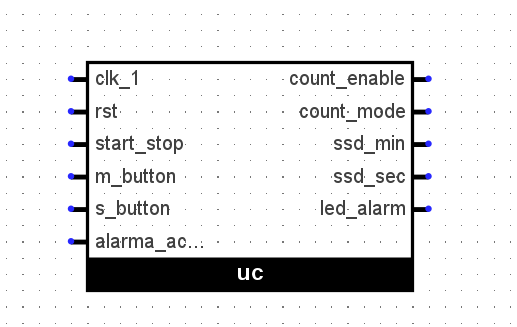 clk_1
rst
start_stop
m_button
s_button
alarma_ac...
count_enable
count_mode
ssd_min
ssd_sec
led_alarm
uc